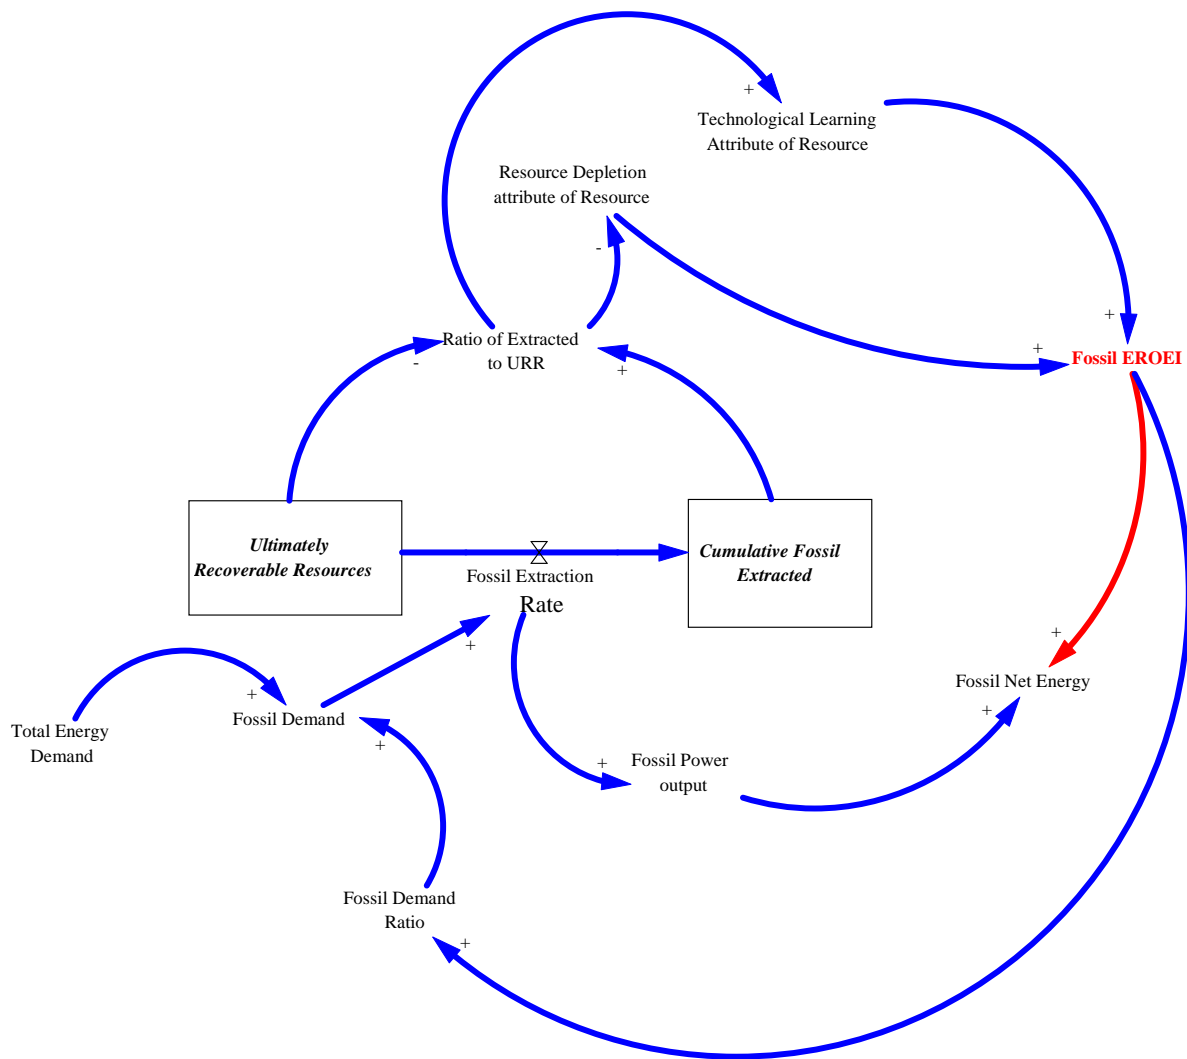 +
Technological Learning
Attribute of Resource
Resource Depletion
attribute of Resource
-
+
Ratio of Extracted
to URR
-
+
+
Fossil EROEI
Ultimately
Recoverable Resources
Fossil Extraction
Rate
Cumulative Fossil
Extracted
+
+
Total Energy
Demand
+
Fossil Demand
+
Fossil Net Energy
+
+
Fossil Power
output
Fossil Demand
Ratio
+